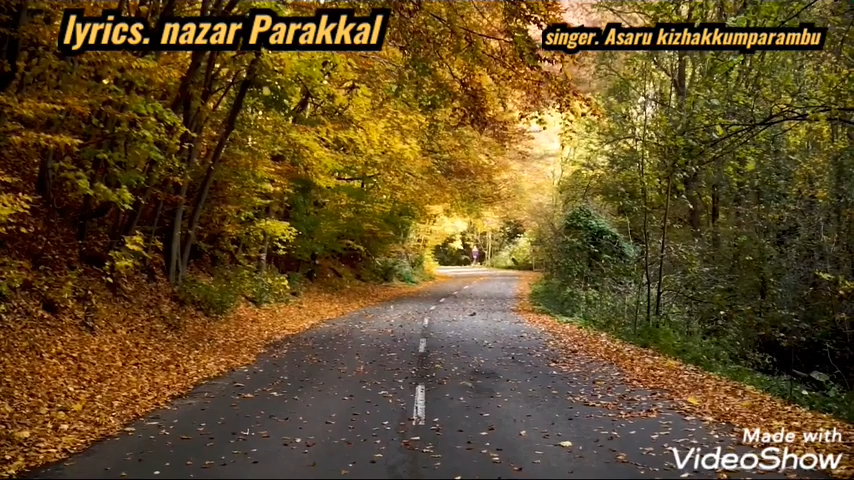 lyrics. nazar Parakkal
singer. Asaru kizhakkumparambu
Made With
VideoShow